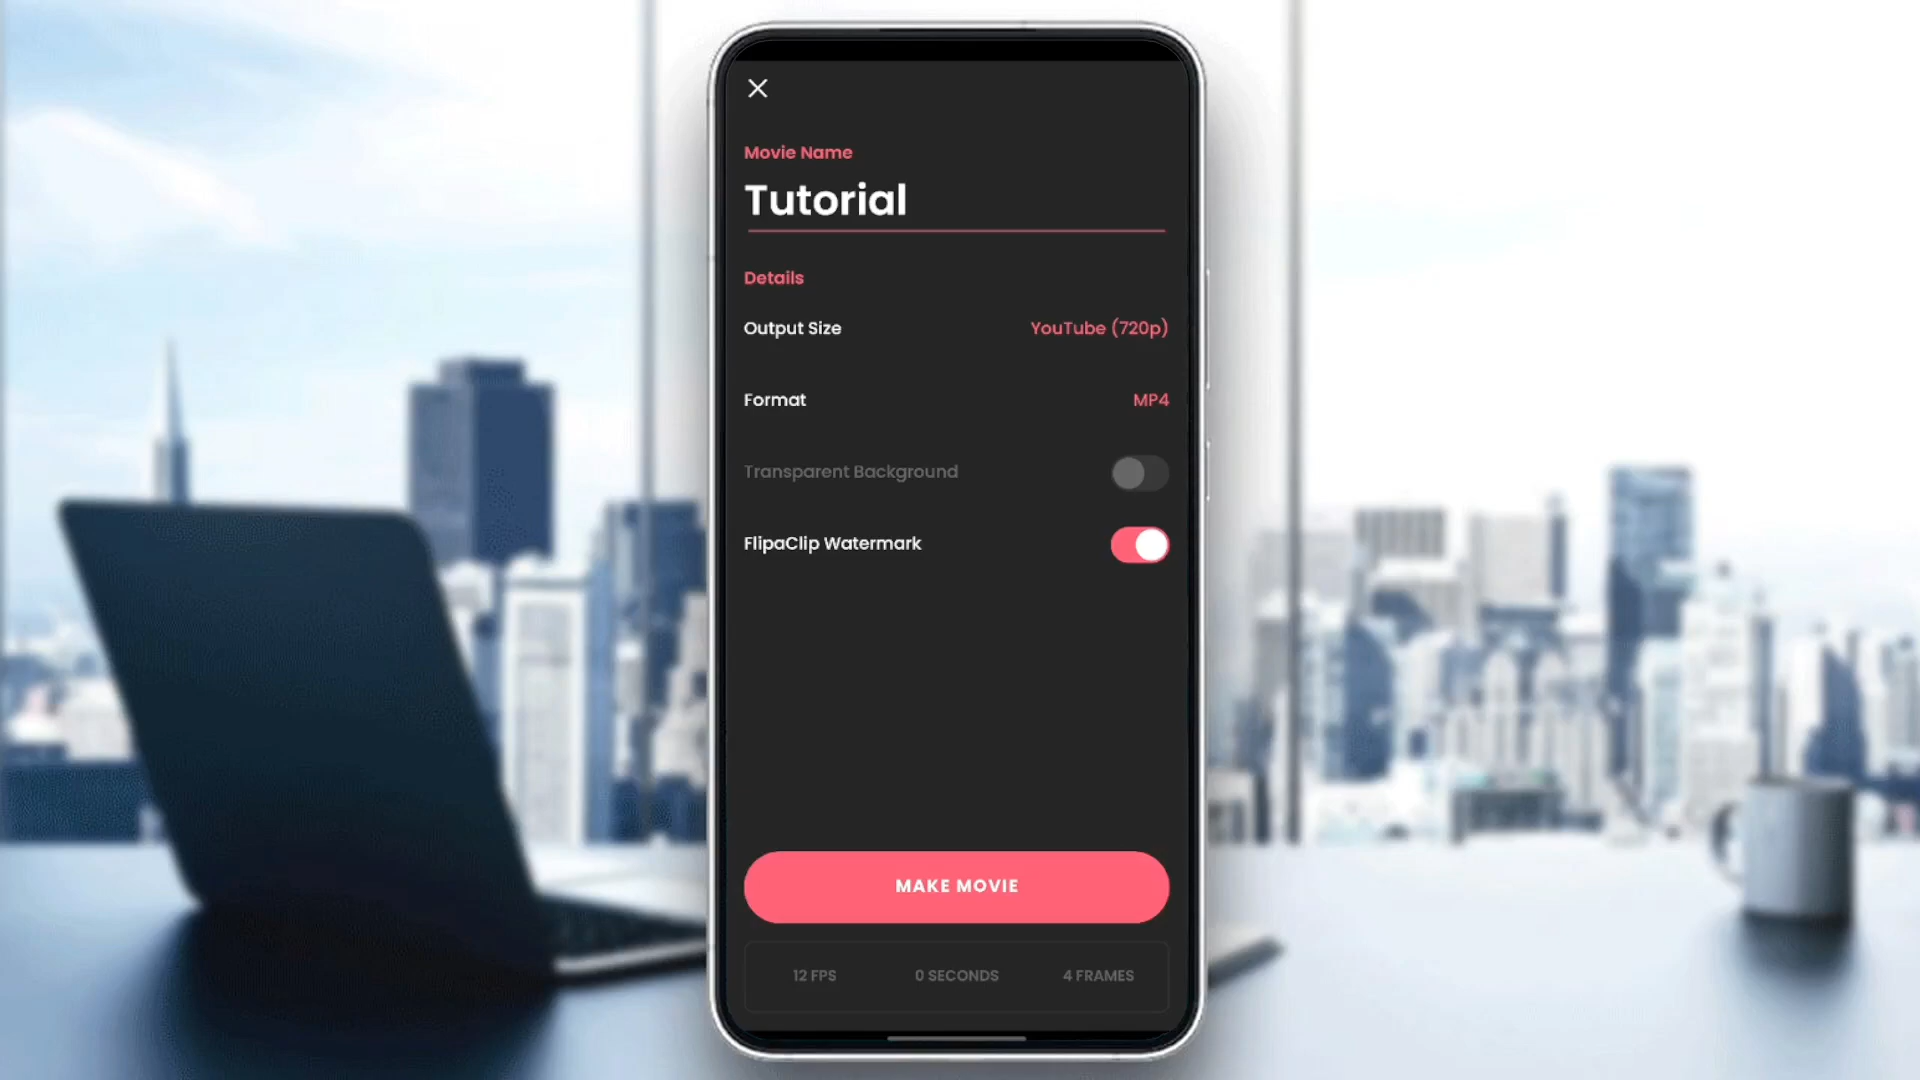 Movie Name
Tutorial
Details
Output Size YouTube (720p)
Format MP4
Transparent Background
FlipaClip Watermark
MAKE MOVIE
12 FPS 0 SECONDS 4 FRAMES